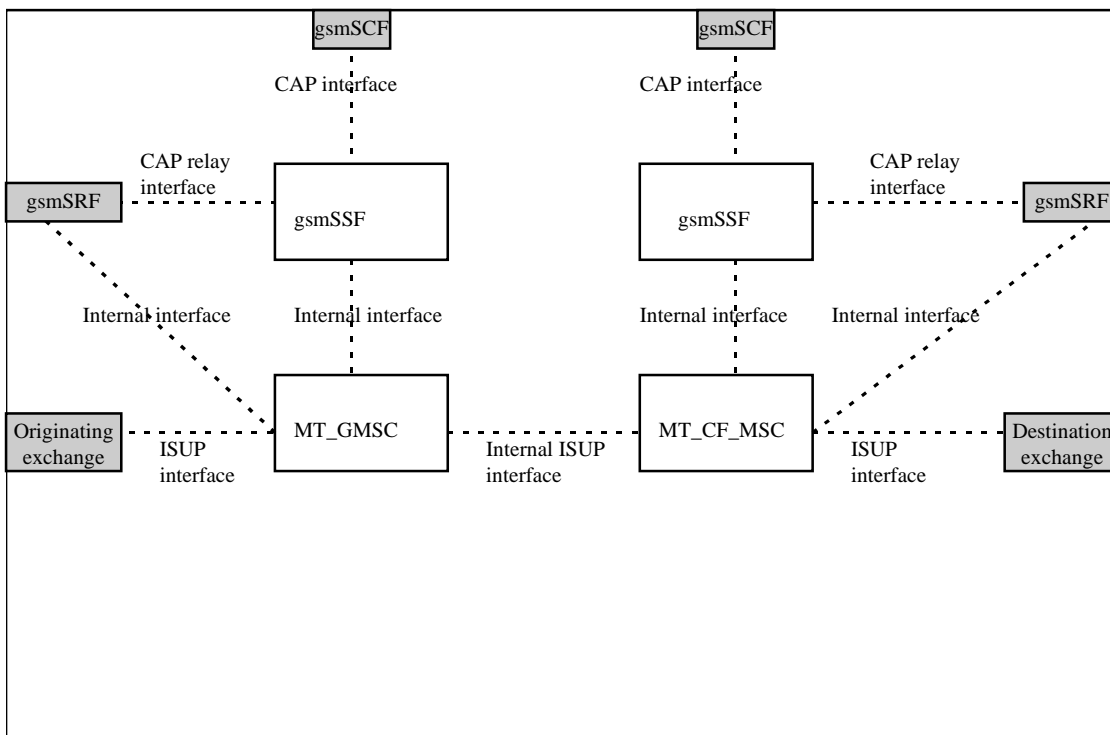 gsmSCF
gsmSCF
CAP interface
CAP interface
CAP relay
interface
CAP relay
interface
gsmSRF
gsmSSF
gsmSSF
gsmSRF
Internal interface
Internal interface
Internal interface
Internal interface
Originating
exchange
ISUP
interface
MT_GMSC
Internal ISUP
interface
MT_CF_MSC
ISUP
interface
Destination
exchange